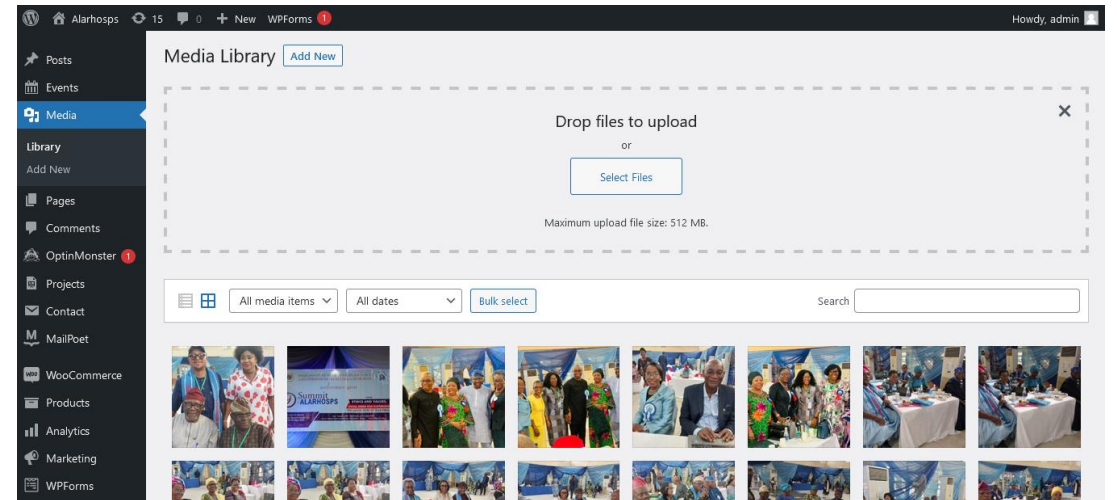 Alarhosps 15 0 + New WPForms 1 Howdy, admin
Posts
Events
Media
Library
Add New
Pages
Comments
OptinMonster 1
Projects
Contact
MailPoet
WooCommerce
Products
Analytics
Marketing
WPForms
Media Library Add New
Drop files to upload
or
Select Files
Maximum upload file size: 512 MB.
All media items All dates Bulk select Search
Summit
ALARHOSPS